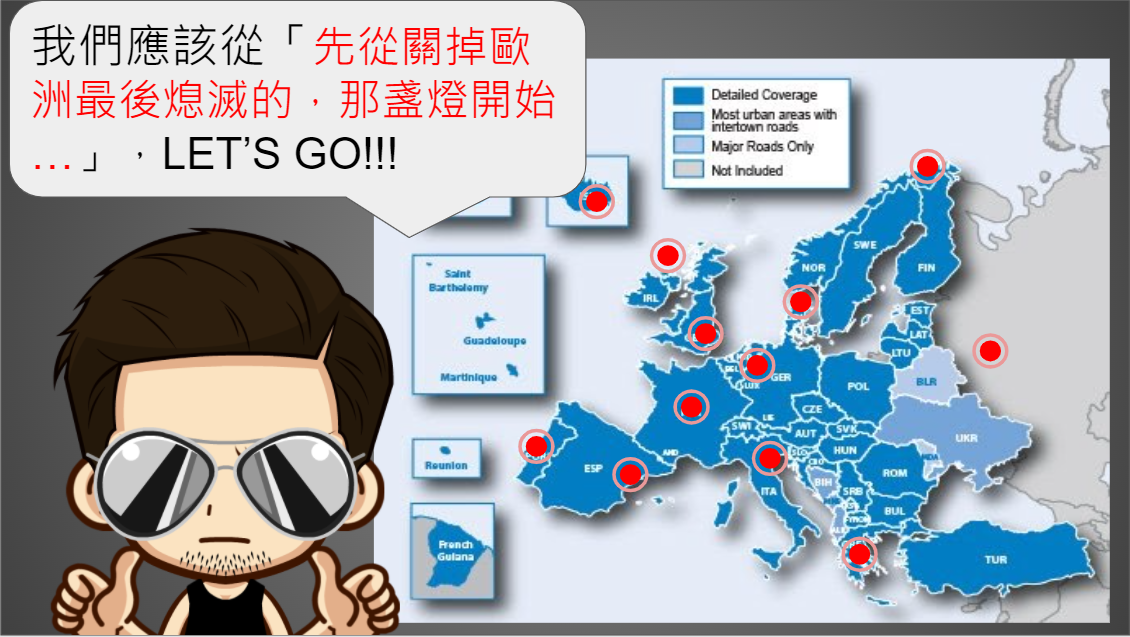 我們應該從「先從關掉歐
洲最後熄滅的，那盞燈開始
…」，LET’S GO!!!
Detailed Coverage
Most urban areas with
intertown roads
Major Roads Only
Not Included
Saint
Barthelemy
Guadeloupe
Martinique
Reunion
French
Guiana
SWE
NOR
FIN
IRL
EST
LAT
LTU
BLR
GER
LUX
POL
CZE
LIE
SWI
AUT
SVK
UKR
HUN
AND
ESP
ROM
BIH
SRB
ITA
BUL
TUR